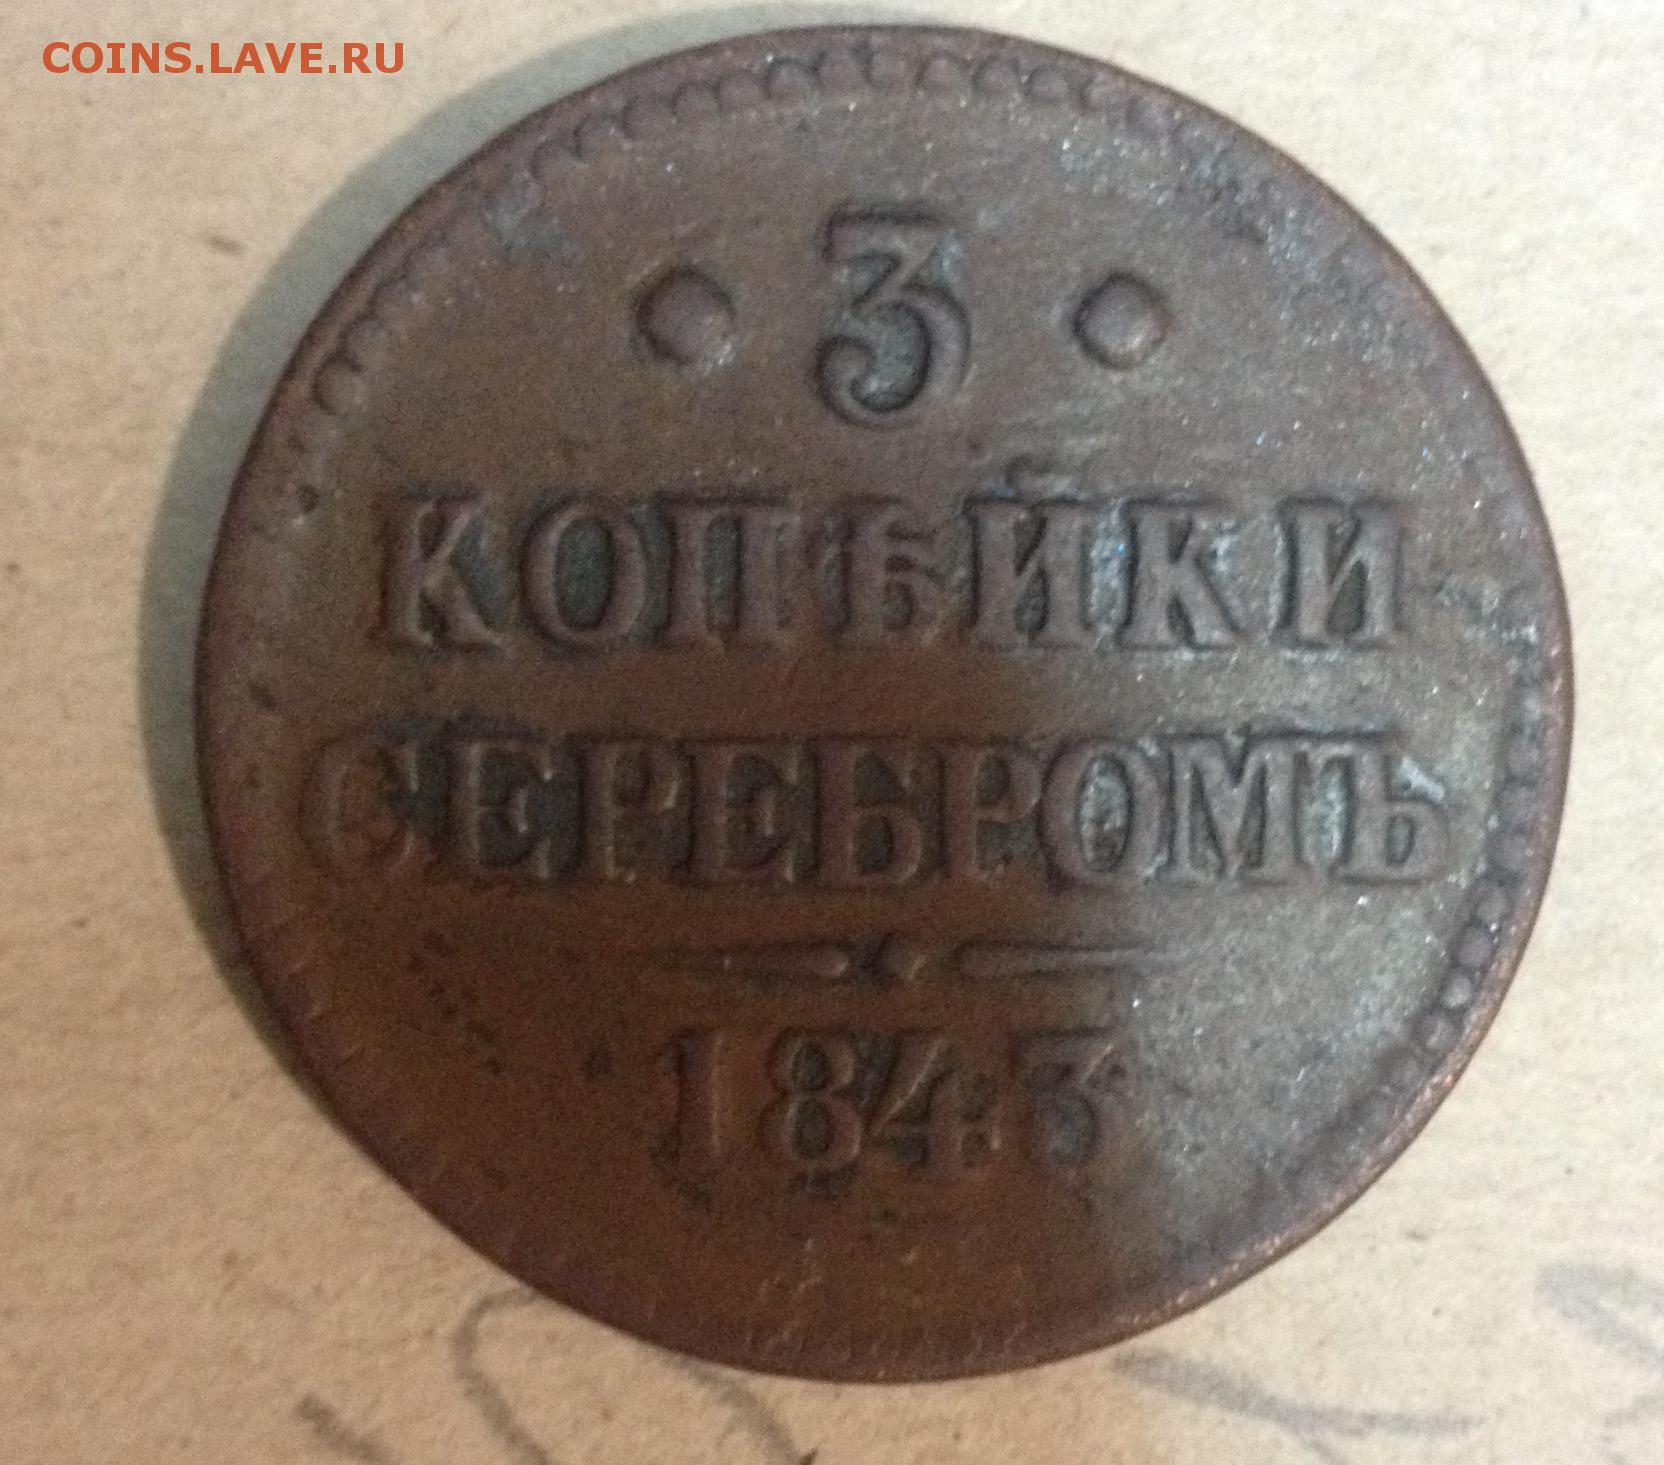 COINS.LAVE.RU
• 3 •
КОПѢЙКИ
СЕРЕБРОМЪ
1843